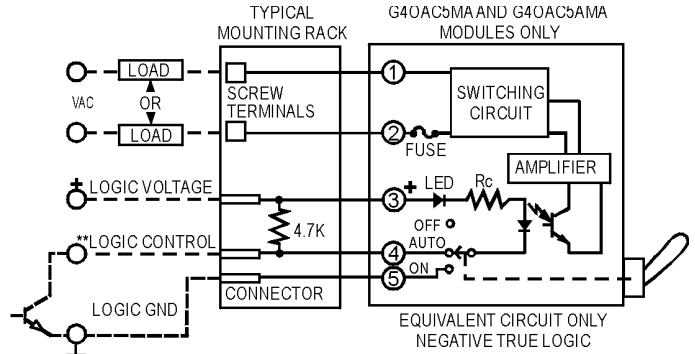 TYPICAL
MOUNTING RACK
G4OAC5MA AND G4OAC5AMA
MODULES ONLY
LOAD
VAC
OR
LOAD
SCREW
TERMINALS
1
2
FUSE
SWITCHING
CIRCUIT
AMPLIFIER
+ LOGIC VOLTAGE
3
+
LED
Rc
4.7K
OFF
**LOGIC CONTROL
4
AUTO
5
ON
LOGIC GND
CONNECTOR
EQUIVALENT CIRCUIT ONLY
NEGATIVE TRUE LOGIC